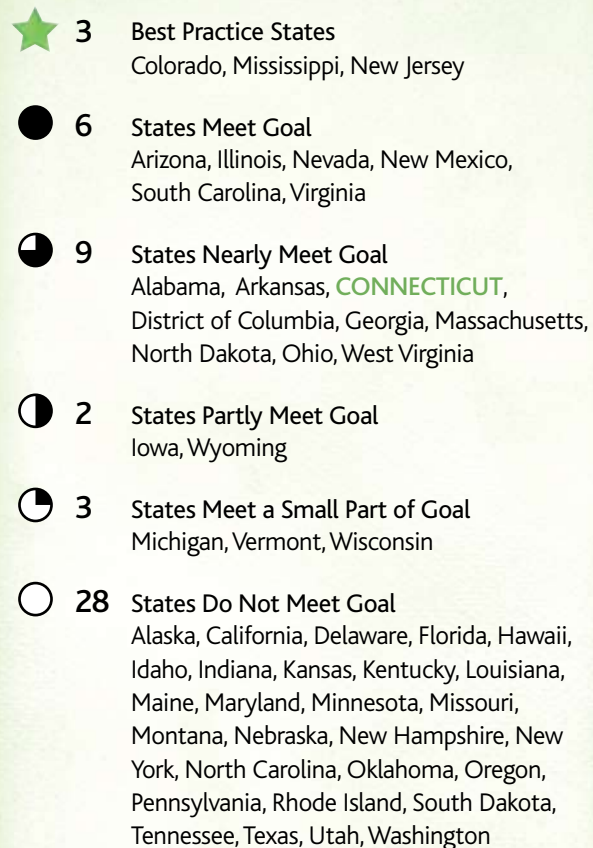 3 Best Practice States
Colorado, Mississippi, New Jersey
6 States Meet Goal
Arizona, Illinois, Nevada, New Mexico,
South Carolina, Virginia
9 States Nearly Meet Goal
Alabama, Arkansas, CONNECTICUT,
District of Columbia, Georgia, Massachusetts,
North Dakota, Ohio, West Virginia
2 States Partly Meet Goal
Iowa, Wyoming
3 States Meet a Small Part of Goal
Michigan, Vermont, Wisconsin
28 States Do Not Meet Goal
Alaska, California, Delaware, Florida, Hawaii,
Idaho, Indiana, Kansas, Kentucky, Louisiana,
Maine, Maryland, Minnesota, Missouri,
Montana, Nebraska, New Hampshire, New
York, North Carolina, Oklahoma, Oregon,
Pennsylvania, Rhode Island, South Dakota,
Tennessee, Texas, Utah, Washington